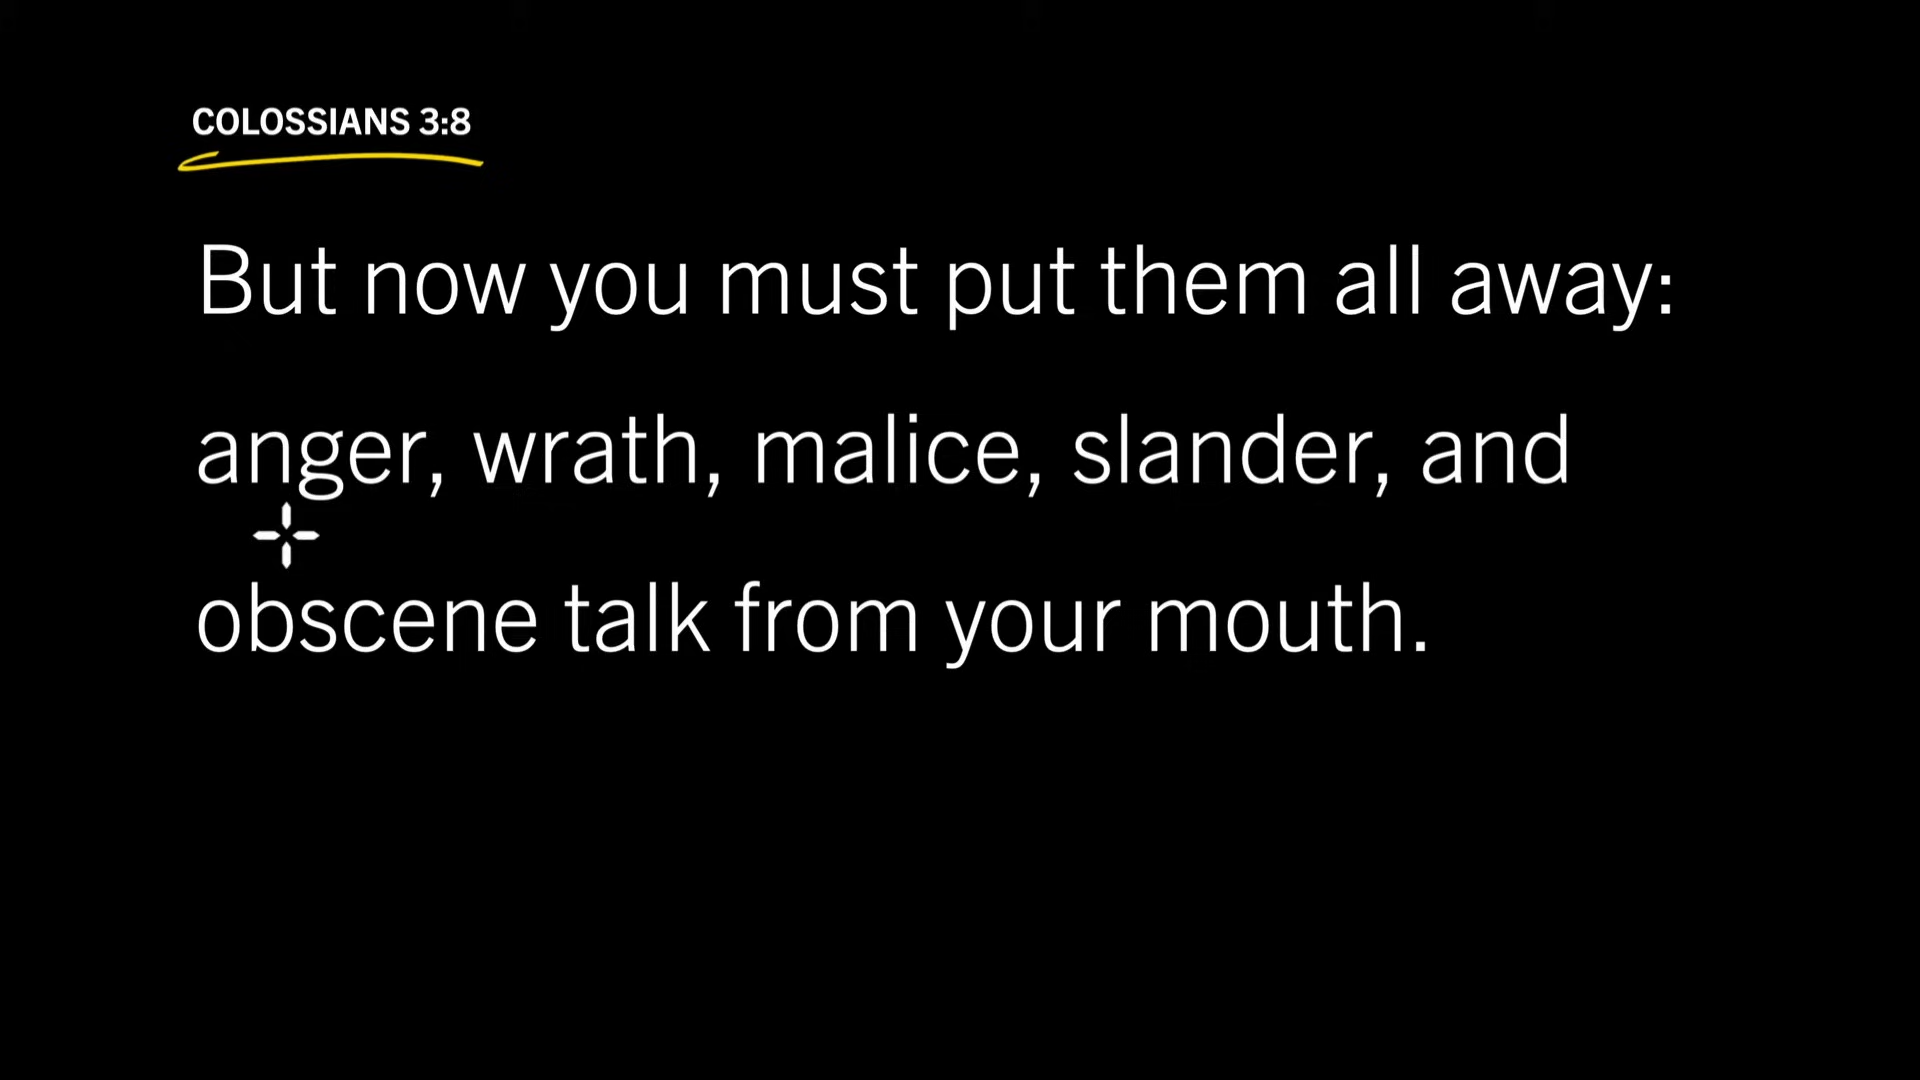 COLOSSIANS 3:8
But now you must put them all away:
anger, wrath, malice, slander, and
obscene talk from your mouth.